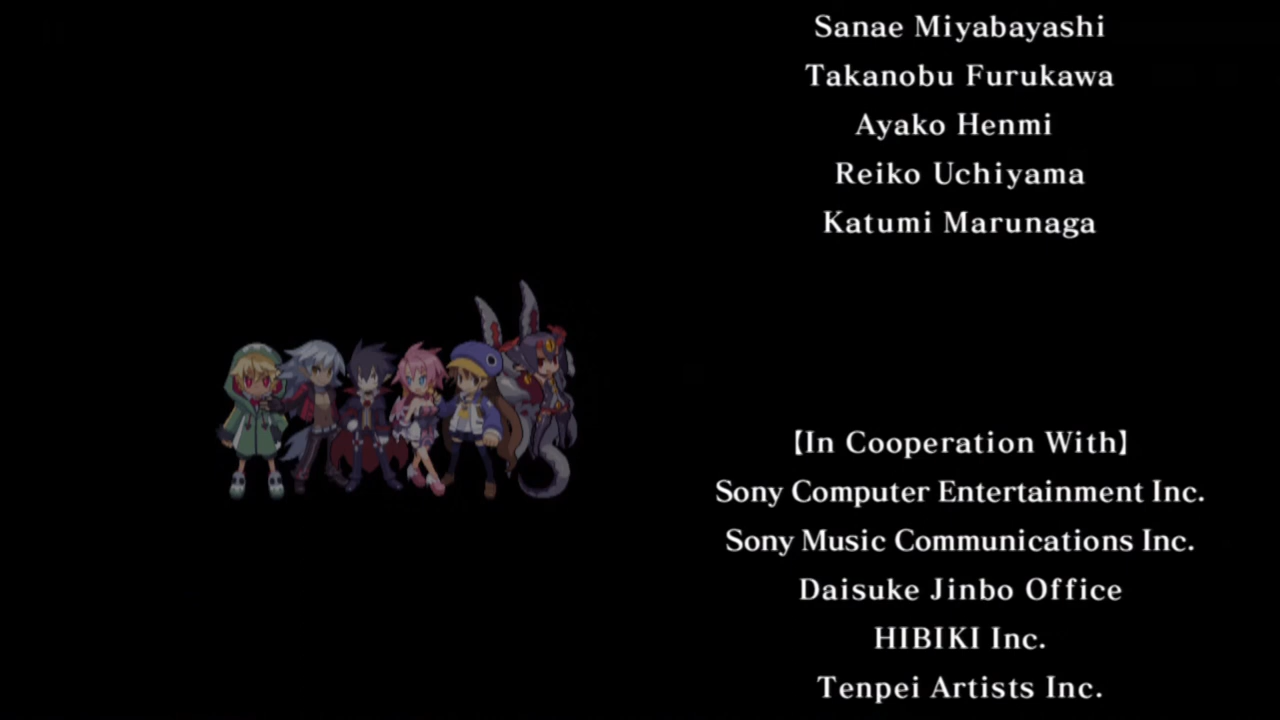 Sanae Miyabayashi
Takanobu Furukawa
Ayako Henmi
Reiko Uchiyama
Katumi Marunaga
【In Cooperation With】
Sony Computer Entertainment Inc.
Sony Music Communications Inc.
Daisuke Jinbo Office
HIBIKI Inc.
Tenpei Artists Inc.